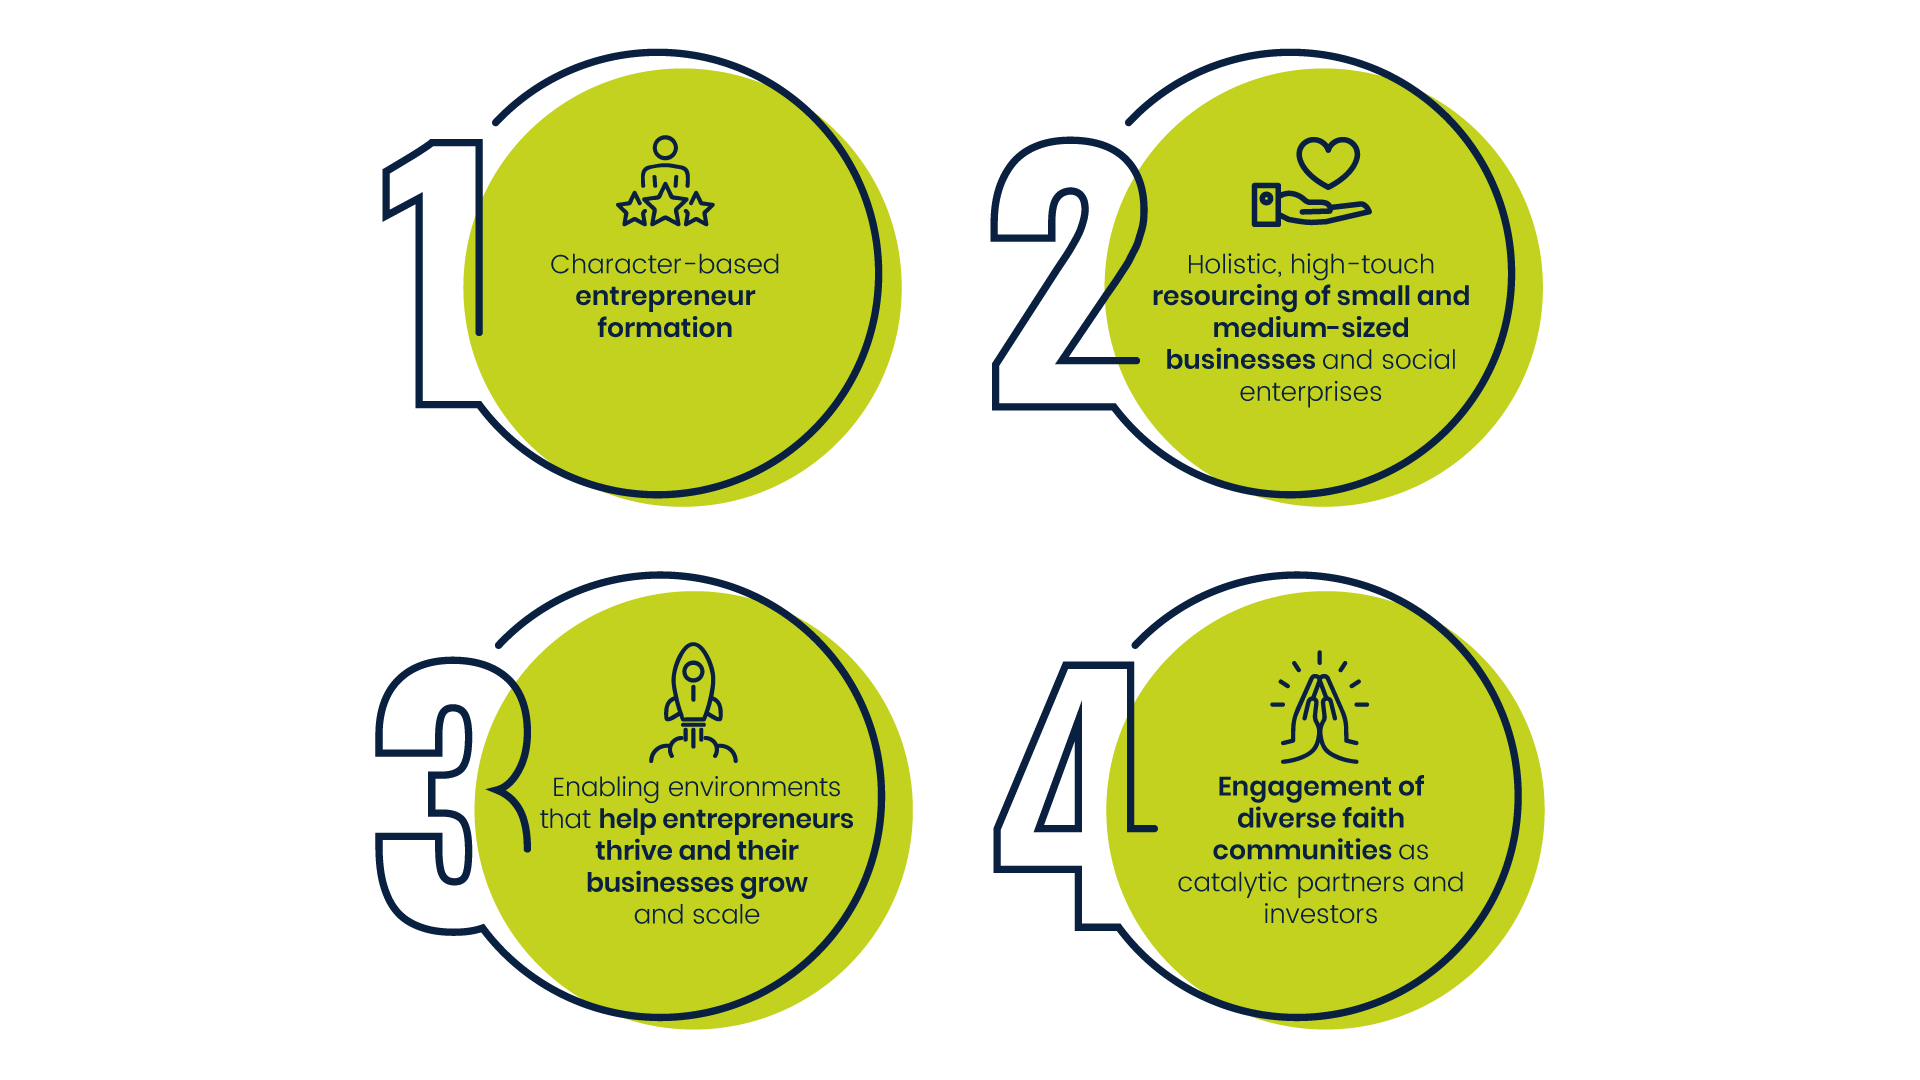 1
Character-based
entrepreneur
formation
2
Holistic, high-touch
resourcing of small and
medium-sized
businesses and social
enterprises
3
Enabling environments
that help entrepreneurs
thrive and their
businesses grow
and scale
4
Engagement of
diverse faith
communities as
catalytic partners and
investors